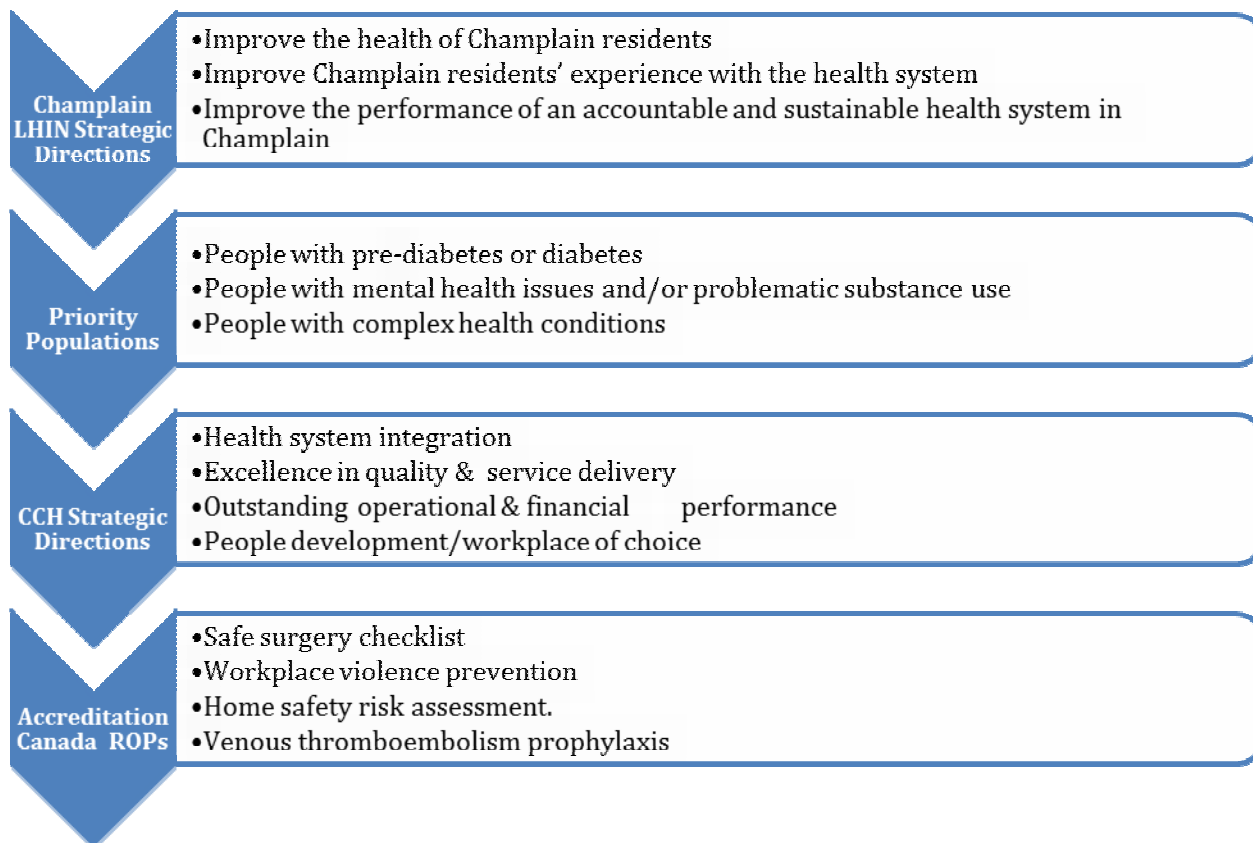 Champlain
LHIN Strategic
Directions
•Improve the health of Champlain residents
•Improve Champlain residents’ experience with the health system
•Improve the performance of an accountable and sustainable health system in
Champlain
Priority
Populations
•People with pre-diabetes or diabetes
•People with mental health issues and/or problematic substance use
•People with complex health conditions
CCH Strategic
Directions
•Health system integration
•Excellence in quality & service delivery
•Outstanding operational & financial performance
•People development/workplace of choice
Accreditation
Canada ROPs
•Safe surgery checklist
•Workplace violence prevention
•Home safety risk assessment.
•Venous thromboembolism prophylaxis